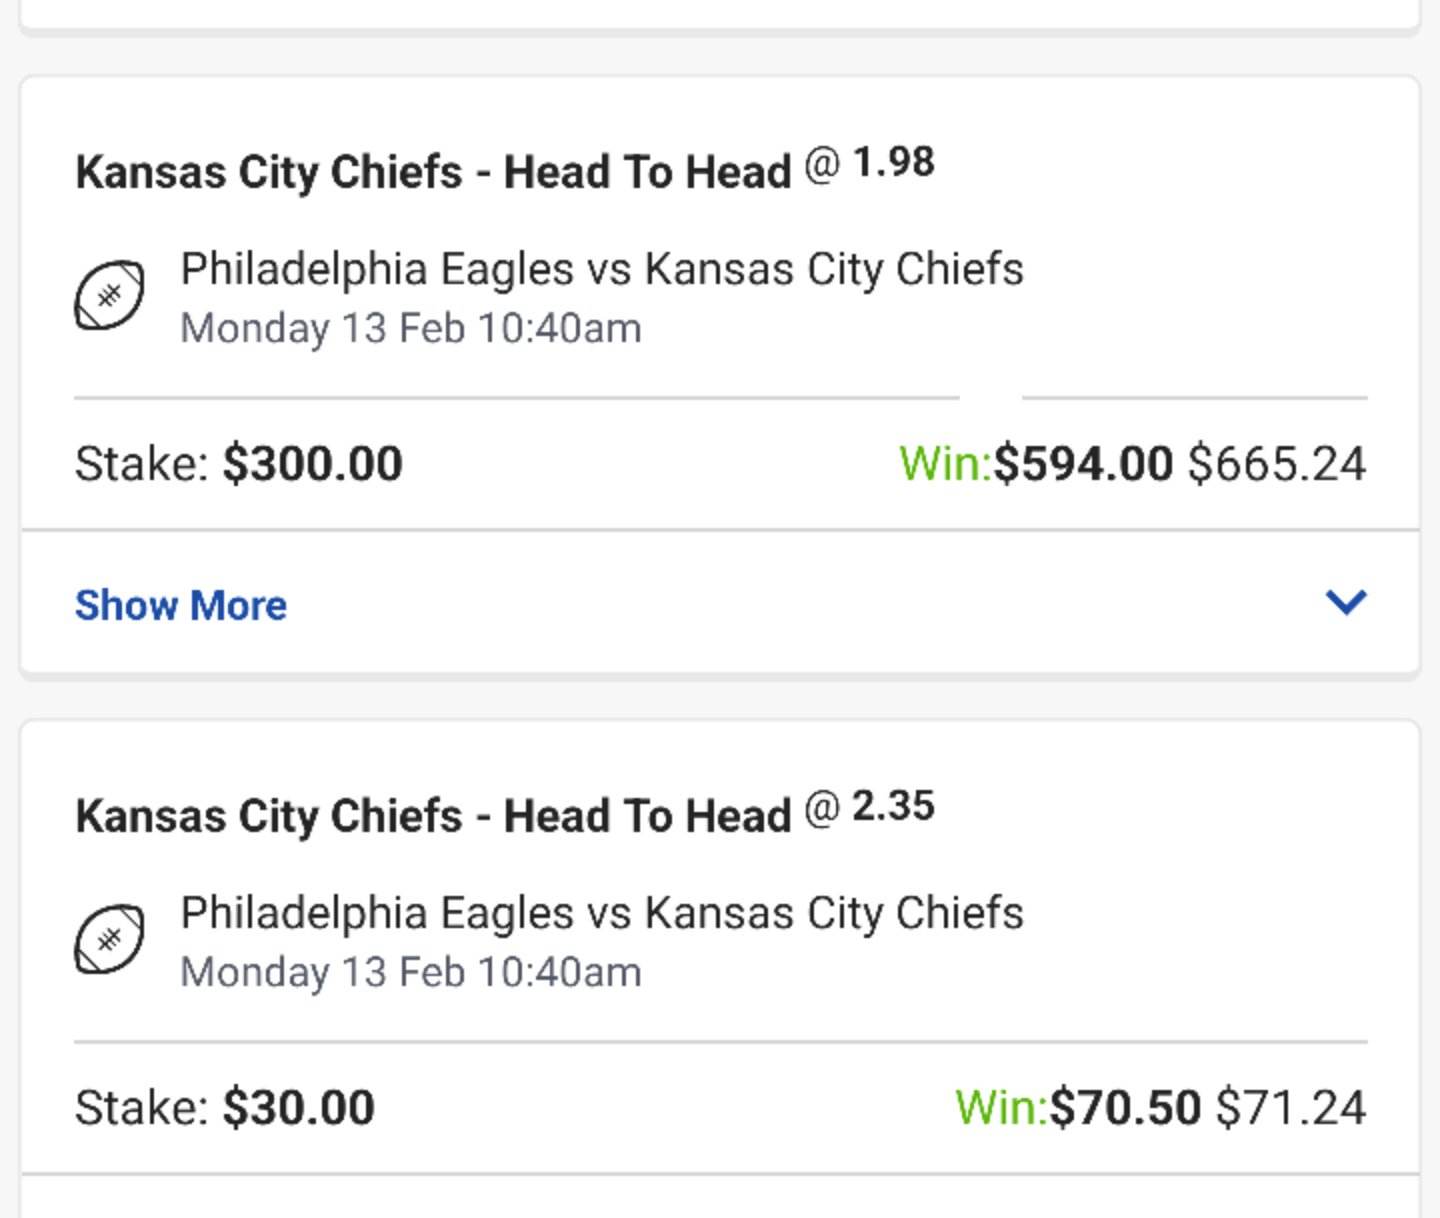 Kansas City Chiefs - Head To Head @ 1.98
Philadelphia Eagles vs Kansas City Chiefs
Monday 13 Feb 10:40am
Stake: $300.00 Win:$594.00 $665.24
Show More
Kansas City Chiefs - Head To Head @ 2.35
Philadelphia Eagles vs Kansas City Chiefs
Monday 13 Feb 10:40am
Stake: $30.00 Win:$70.50 $71.24